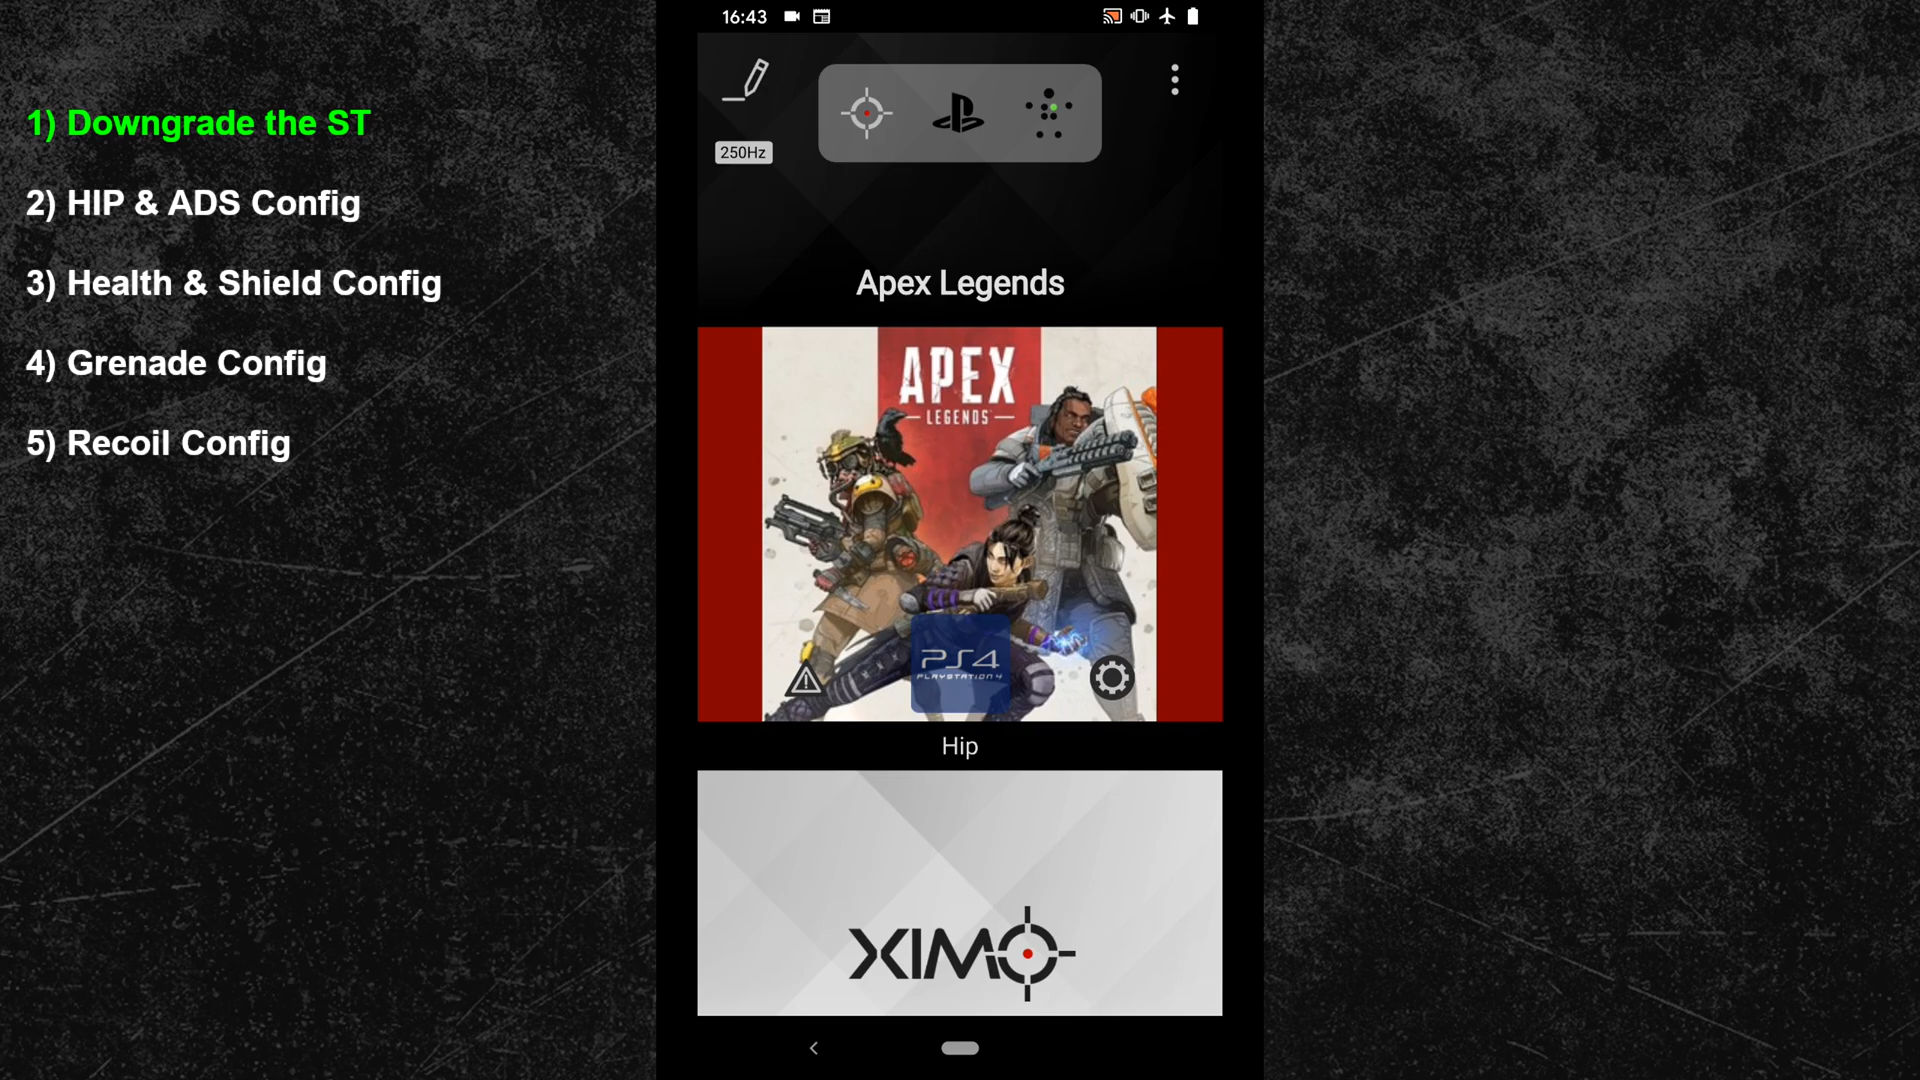 1) Downgrade the ST
2) HIP & ADS Config
3) Health & Shield Config
4) Grenade Config
5) Recoil Config
16:43
250Hz
Apex Legends
APEX
LEGENDS
PS4
PLAYSTATION 4
Hip
XIM